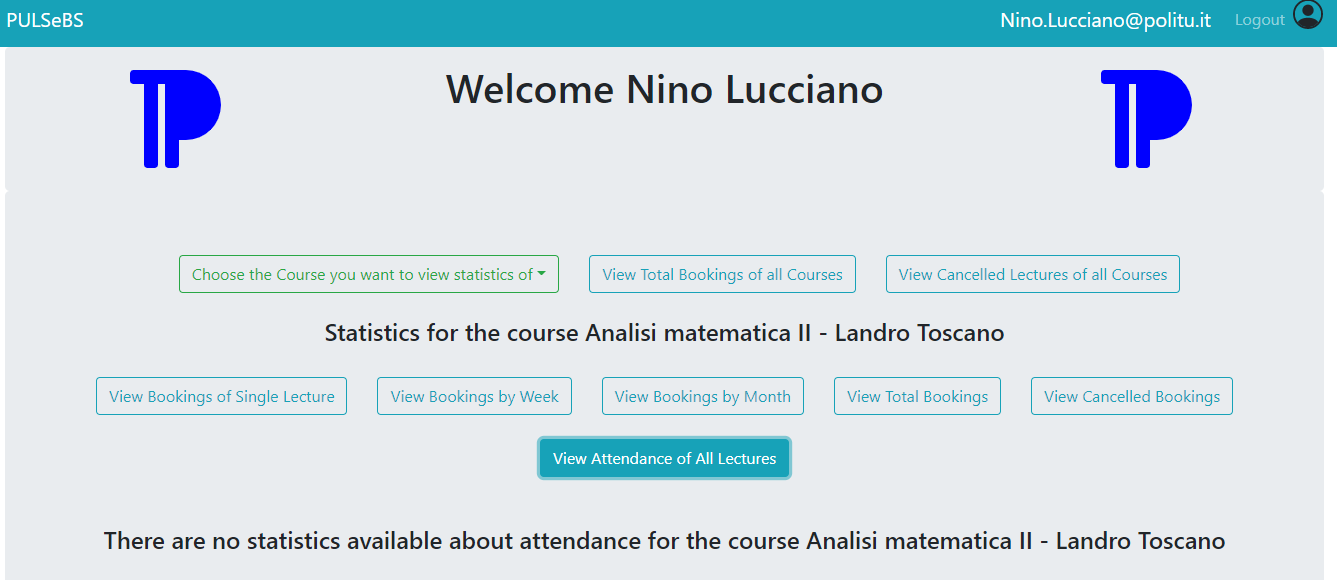 PULSeBS
Nino.Lucciano@politu.it Logout
Welcome Nino Lucciano
Choose the Course you want to view statistics of
View Total Bookings of all Courses
View Cancelled Lectures of all Courses
Statistics for the course Analisi matematica II - Landro Toscano
View Bookings of Single Lecture
View Bookings by Week
View Bookings by Month
View Total Bookings
View Cancelled Bookings
View Attendance of All Lectures
There are no statistics available about attendance for the course Analisi matematica II - Landro Toscano